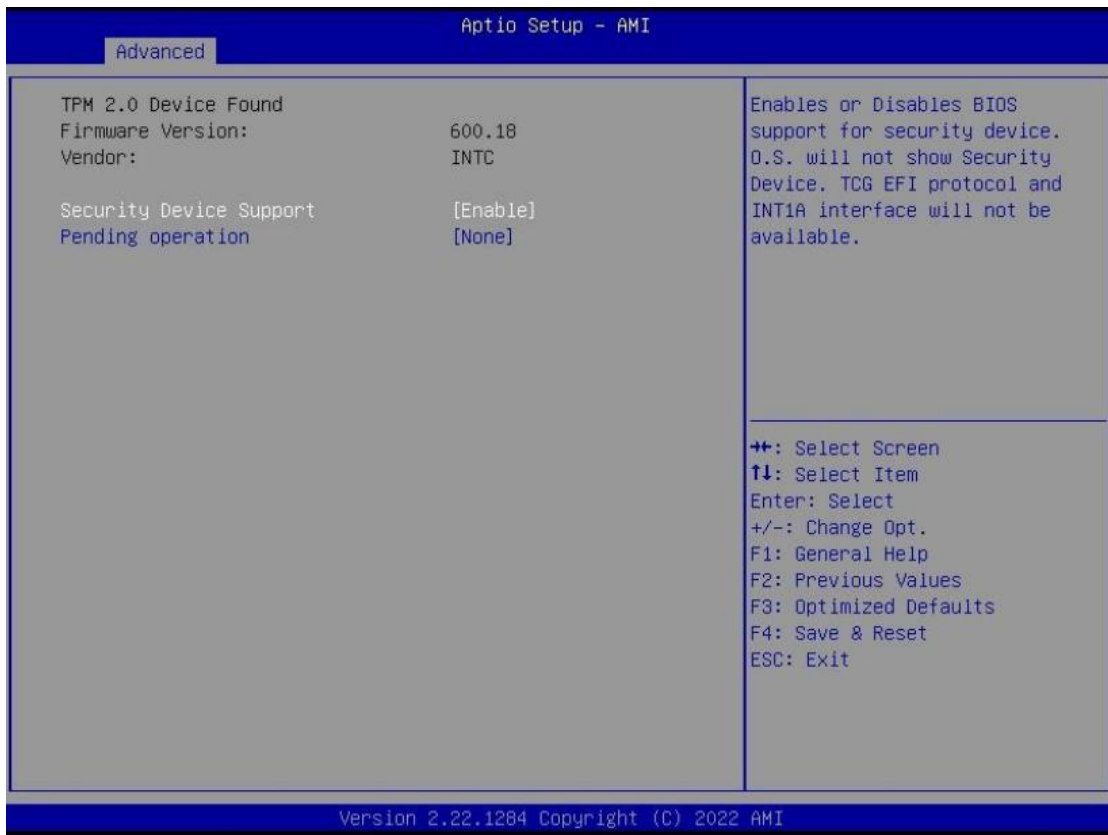 Aptio Setup - AMI
Advanced
TPM 2.0 Device Found
Firmware Version: 600.18
Vendor: INTC
Security Device Support [Enable]
Pending operation [None]
Enables or Disables BIOS
support for security device.
O.S. will not show Security
Device. TCG EFI protocol and
INT1A interface will not be
available.
→←: Select Screen
↑↓: Select Item
Enter: Select
+/-: Change Opt.
F1: General Help
F2: Previous Values
F3: Optimized Defaults
F4: Save & Reset
ESC: Exit
Version 2.22.1284 Copyright (C) 2022 AMI